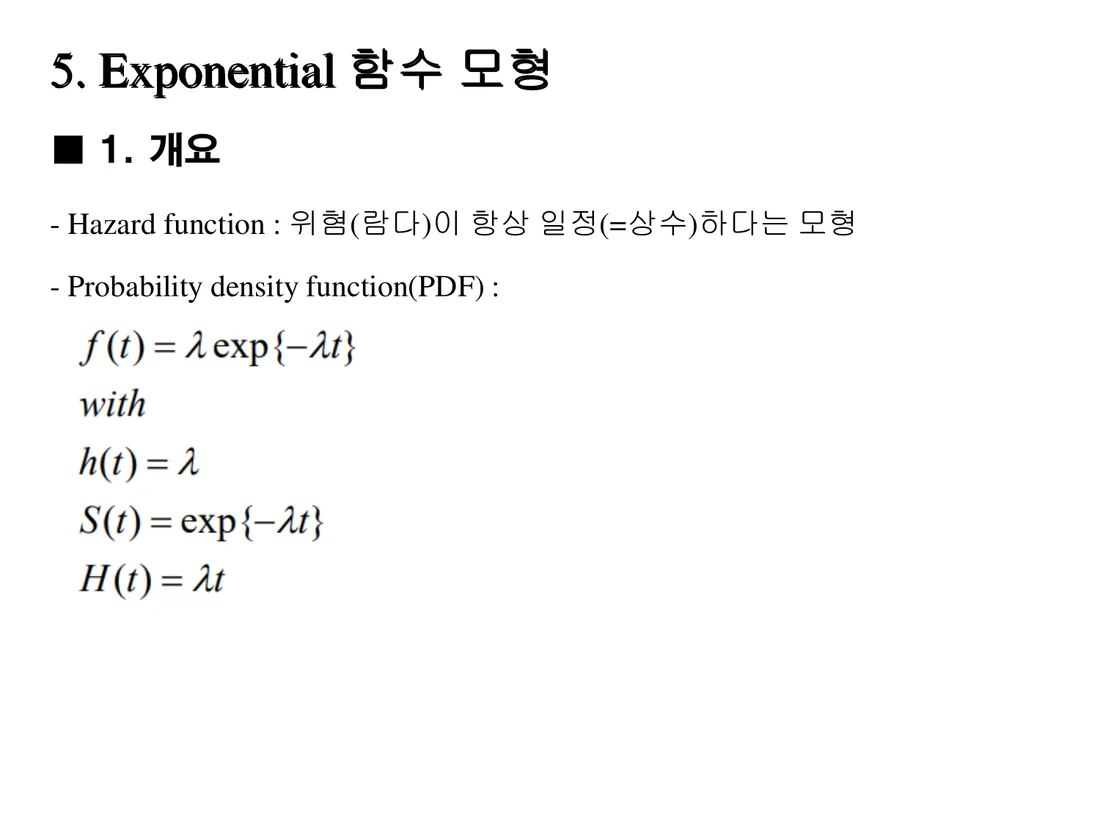 5. Exponential 함수 모형
■ 1. 개요
- Hazard function : 위험(람다)이 항상 일정(=상수)하다는 모형
- Probability density function(PDF) :
f(t) = λ exp{−λt}
with
h(t) = λ
S(t) = exp{−λt}
H(t) = λt